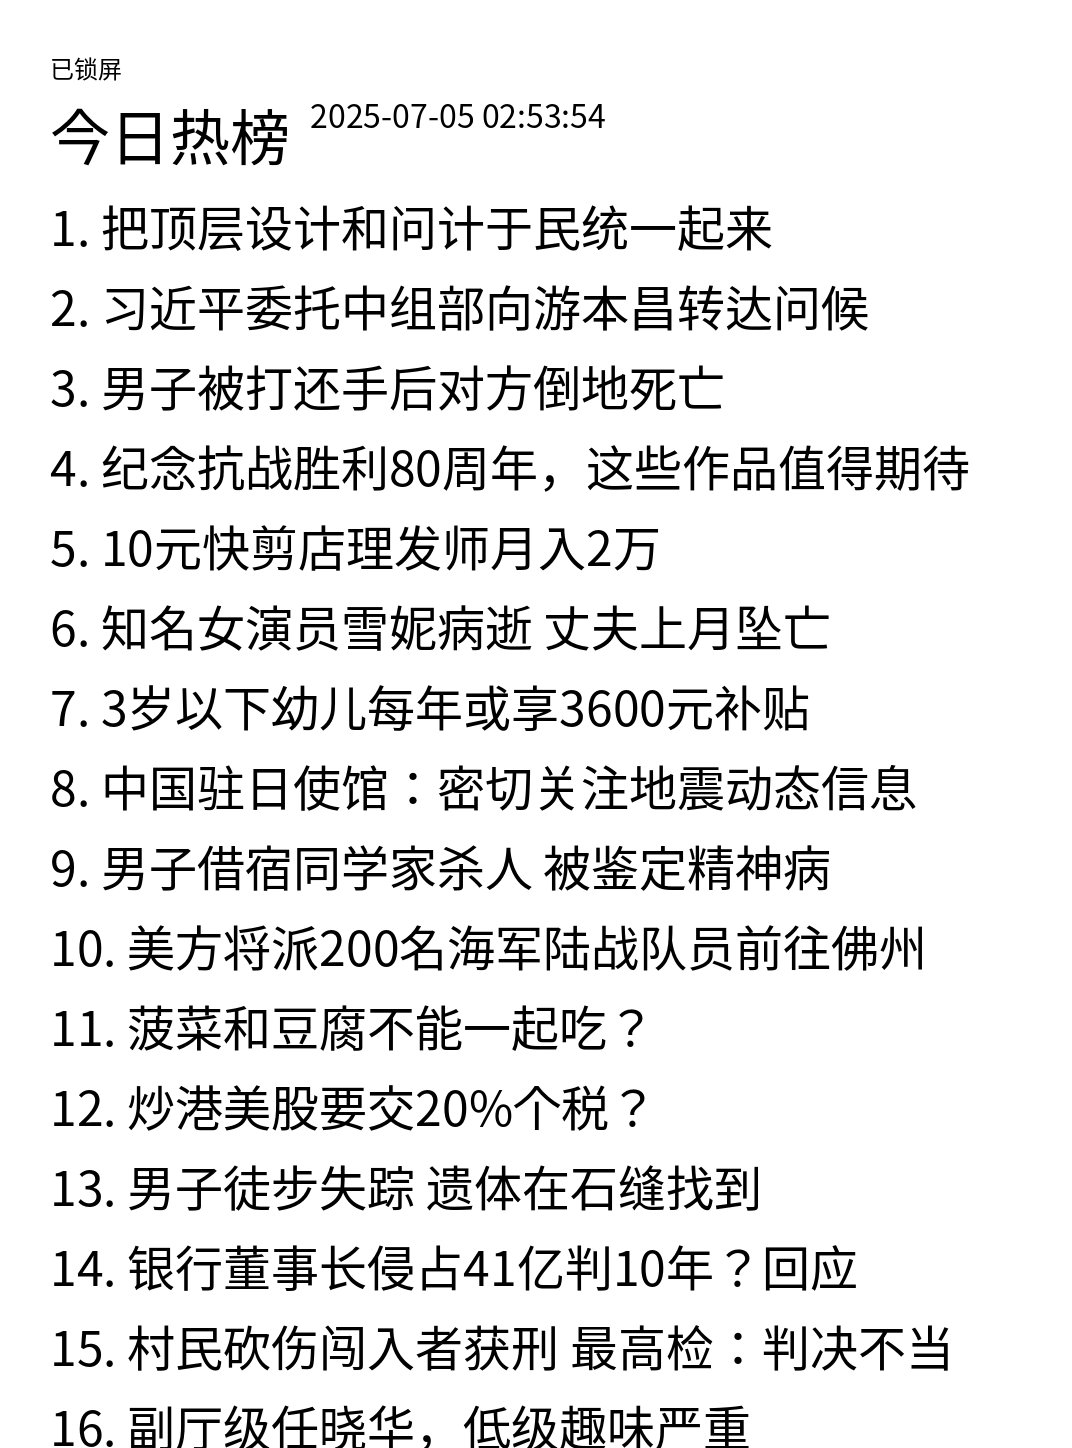 已锁屏
今日热榜 2025-07-05 02:53:54
1. 把顶层设计和问计于民统一起来
2. 习近平委托中组部向游本昌转达问候
3. 男子被打还手后对方倒地死亡
4. 纪念抗战胜利80周年，这些作品值得期待
5. 10元快剪店理发师月入2万
6. 知名女演员雪妮病逝 丈夫上月坠亡
7. 3岁以下幼儿每年或享3600元补贴
8. 中国驻日使馆：密切关注地震动态信息
9. 男子借宿同学家杀人 被鉴定精神病
10. 美方将派200名海军陆战队员前往佛州
11. 菠菜和豆腐不能一起吃？
12. 炒港美股要交20%个税？
13. 男子徒步失踪 遗体在石缝找到
14. 银行董事长侵占41亿判10年？回应
15. 村民砍伤闯入者获刑 最高检：判决不当
16. 副厅级任晓华，低级趣味严重